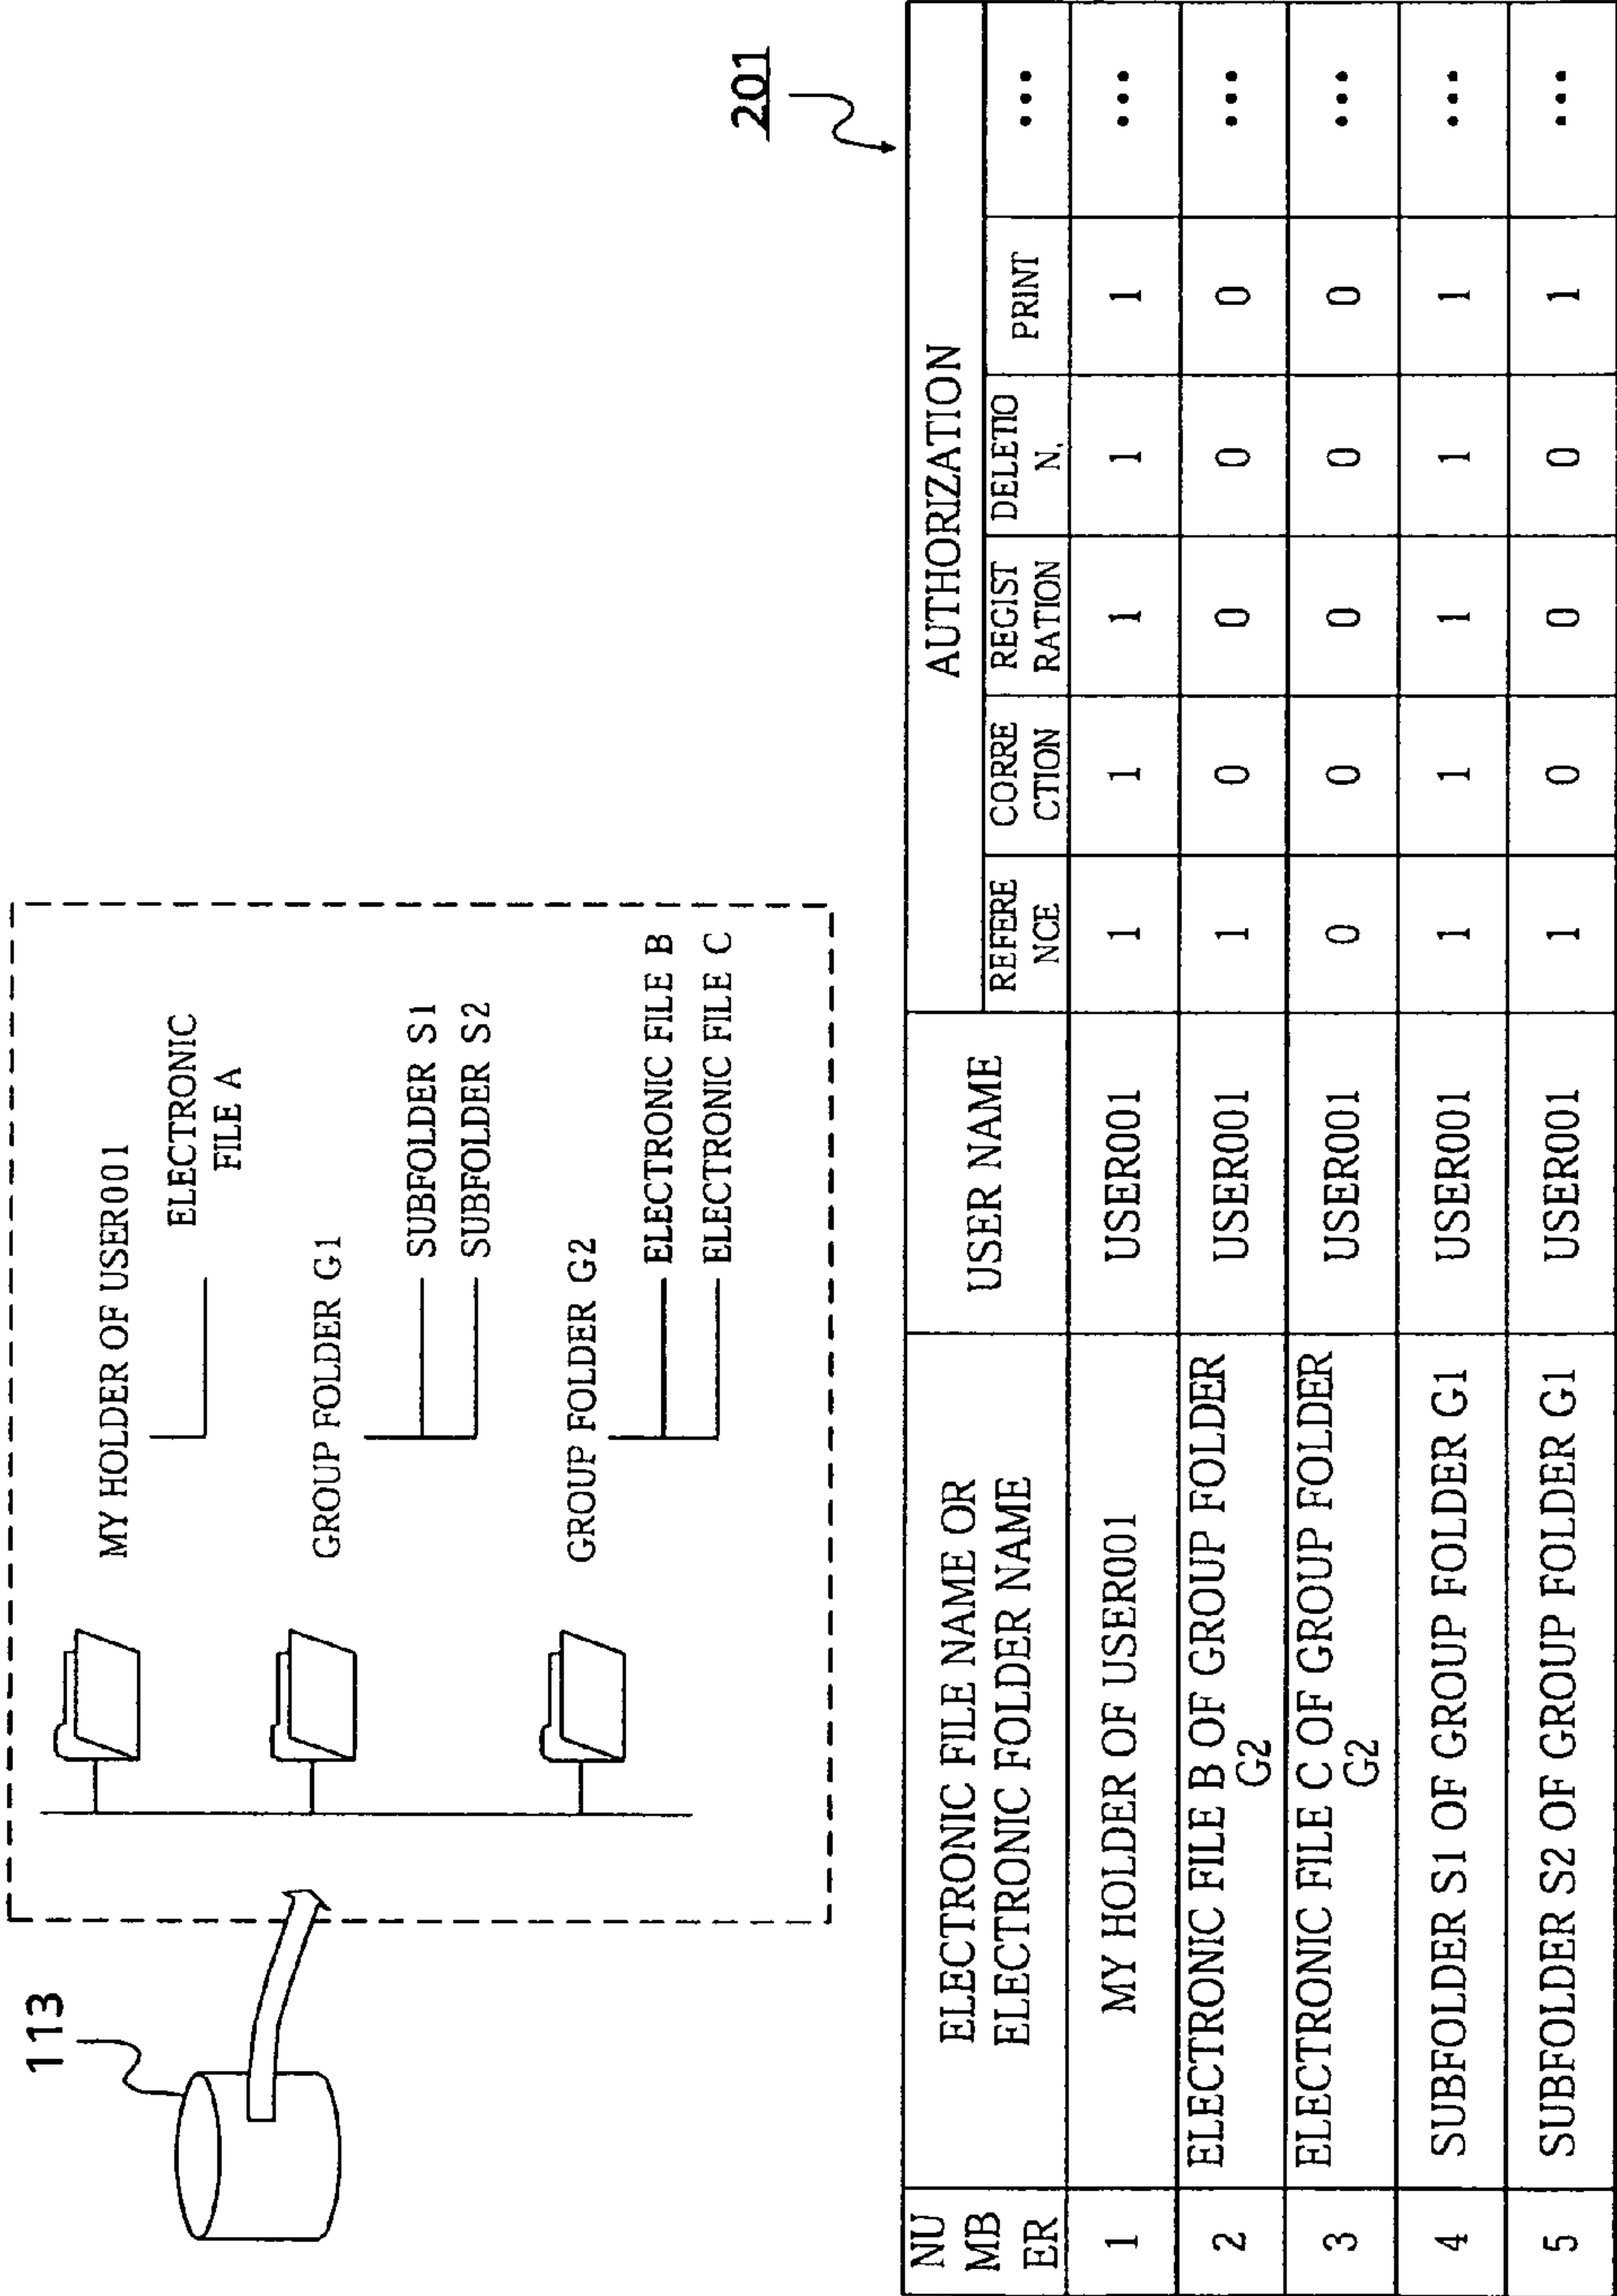 113
MY HOLDER OF USER001
ELECTRONIC
FILE A
GROUP FOLDER G1
SUBFOLDER S1
SUBFOLDER S2
GROUP FOLDER G2
ELECTRONIC FILE B
ELECTRONIC FILE C
201
NU
MB
ER
ELECTRONIC FILE NAME OR
ELECTRONIC FOLDER NAME
USER NAME
AUTHORIZATION
REFERE
NCE
CORRE
CTION
REGIST
RATION
DELETIO
N.
PRINT
...
1 MY HOLDER OF USER001 USER001 1 1 1 1 1 ...
2 ELECTRONIC FILE B OF GROUP FOLDER
G2 USER001 1 0 0 0 0 ...
3 ELECTRONIC FILE C OF GROUP FOLDER
G2 USER001 0 0 0 0 0 ...
4 SUBFOLDER S1 OF GROUP FOLDER G1 USER001 1 1 1 1 1 ...
5 SUBFOLDER S2 OF GROUP FOLDER G1 USER001 1 0 0 0 1 ...